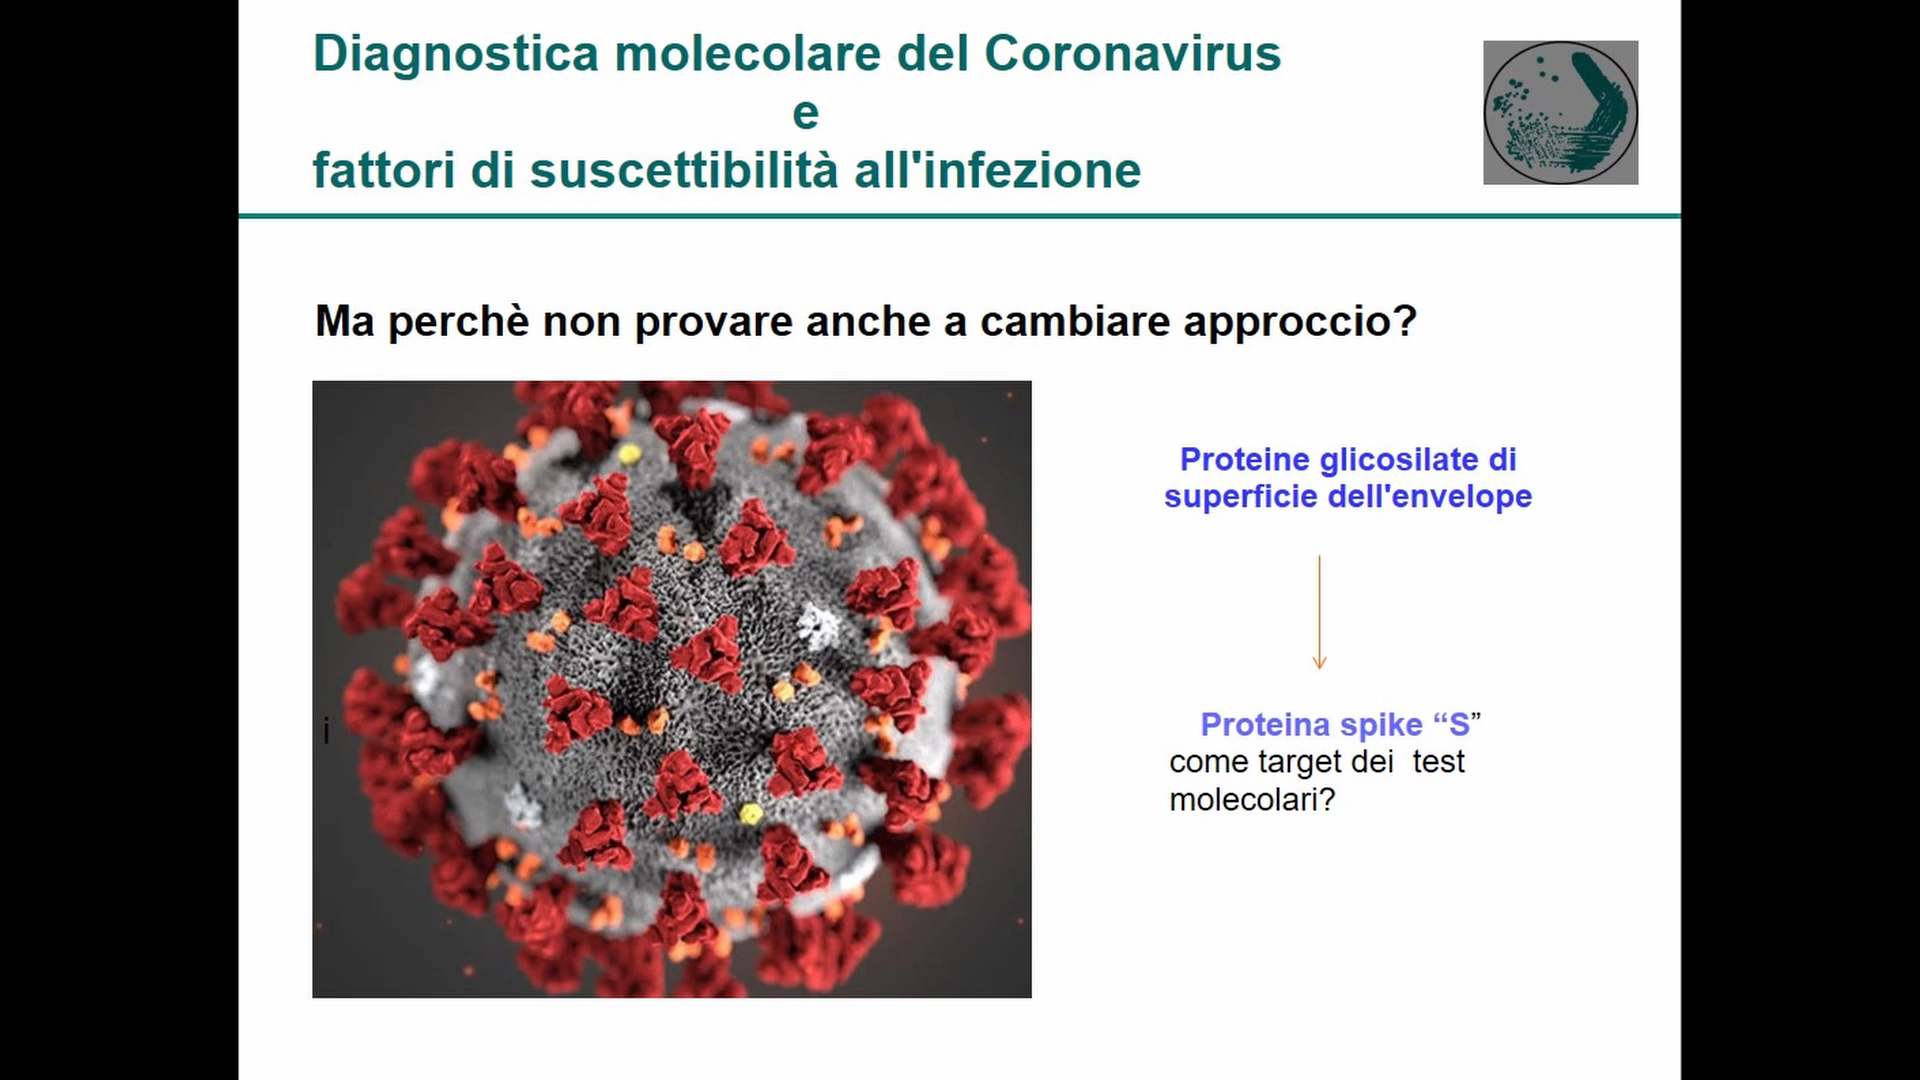 Diagnostica molecolare del Coronavirus
e
fattori di suscettibilità all'infezione
Ma perchè non provare anche a cambiare approccio?
Proteine glicosilate di
superficie dell'envelope
i
Proteina spike “S”
come target dei  test
molecolari?